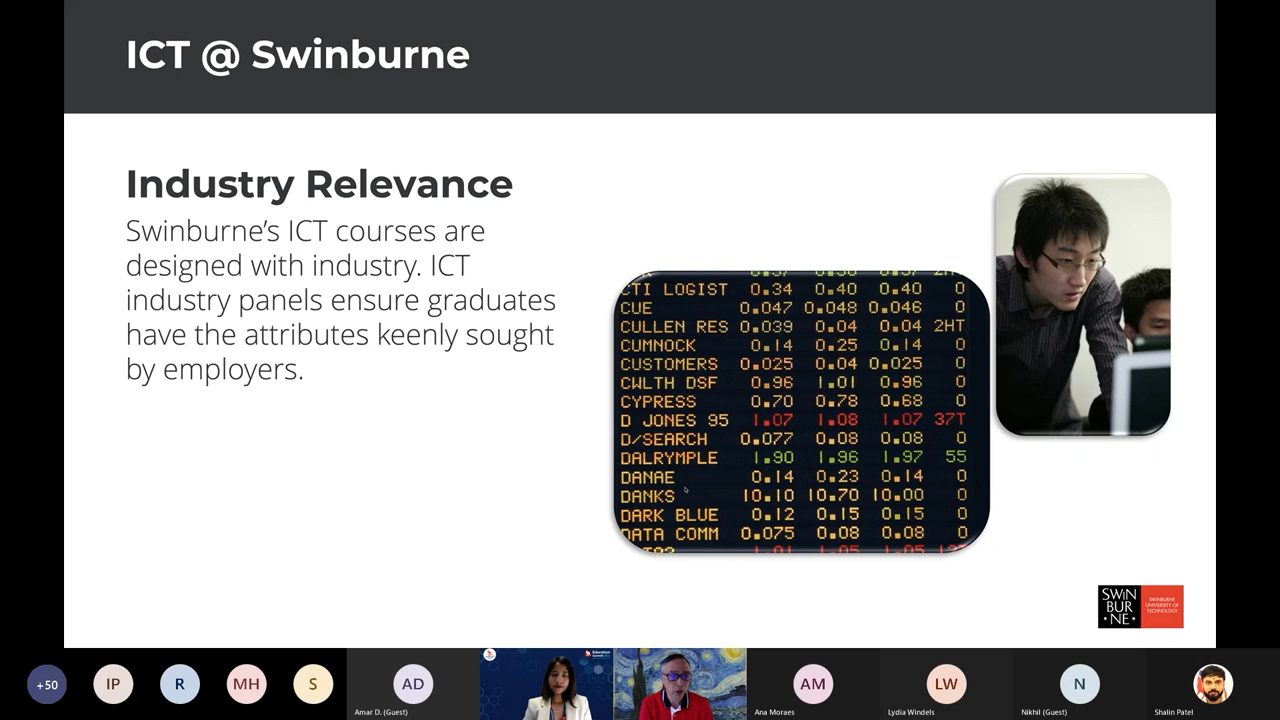 ICT @ Swinburne
Industry Relevance
Swinburne’s ICT courses are
designed with industry. ICT
industry panels ensure graduates
have the attributes keenly sought
by employers.
CTI LOGIST 0.34 0.40 0.40 0
CUE 0.047 0.048 0.046 0
CULLEN RES 0.039 0.04 0.04 2HT
CUMNOCK 0.14 0.25 0.14 0
CUSTOMERS 0.025 0.04 0.025 0
CWLTH DSF 0.96 1.01 0.96 0
CYPRESS 0.70 0.78 0.68 0
D JONES 95 1.07 1.08 1.07 37T
D/SEARCH 0.077 0.08 0.08 0
DALRYMPLE 1.90 1.96 1.97 55
DANAE 0.14 0.23 0.14 0
DANKS 10.10 10.70 10.00 0
DARK BLUE 0.12 0.15 0.15 0
DATA COMM 0.075 0.08 0.08 0
SWIN
BUR
NE
SWINBURNE
UNIVERSITY OF
TECHNOLOGY
+50
IP
R
MH
S
AD
Amar D. (Guest)
Education
AM
Ana Moraes
LW
Lydia Windels
N
Nikhil (Guest)
Shalin Patel